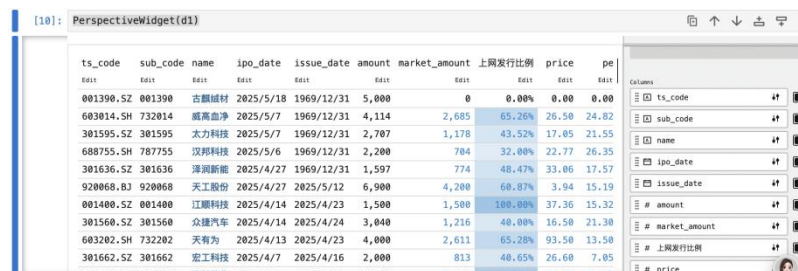 [10]: PerspectiveWidget(d1)
ts_code sub_code name ipo_date issue_date amount market_amount 上网发行比例 price pe
Edit Edit Edit Edit Edit Edit Edit Edit Edit Edit
001390.SZ 001390 古麒绒材 2025/5/18 1969/12/31 5,000 0 0.00% 0.00 0.00
603014.SH 732014 威高血净 2025/5/7 1969/12/31 4,114 2,685 65.26% 26.50 24.82
301595.SZ 301595 太力科技 2025/5/7 1969/12/31 2,707 1,178 43.52% 17.05 21.55
688755.SH 787755 汉邦科技 2025/5/6 1969/12/31 2,200 704 32.00% 22.77 26.35
301636.SZ 301636 泽润新能 2025/4/27 1969/12/31 1,597 774 48.47% 33.06 17.57
920068.BJ 920068 天工股份 2025/4/27 2025/5/12 6,900 4,200 60.87% 3.94 15.19
001400.SZ 001400 江顺科技 2025/4/14 2025/4/23 1,500 1,500 100.00% 37.36 15.32
301560.SZ 301560 众捷汽车 2025/4/14 2025/4/24 3,040 1,216 40.00% 16.50 21.30
603202.SH 732202 天有为 2025/4/13 2025/4/23 4,000 2,611 65.28% 93.50 13.50
301662.SZ 301662 宏工科技 2025/4/7 2025/4/16 2,000 813 40.65% 26.60 7.05
Columns
A ts_code
A sub_code
A name
ipo_date
issue_date
# amount
# market_amount
# 上网发行比例
# price